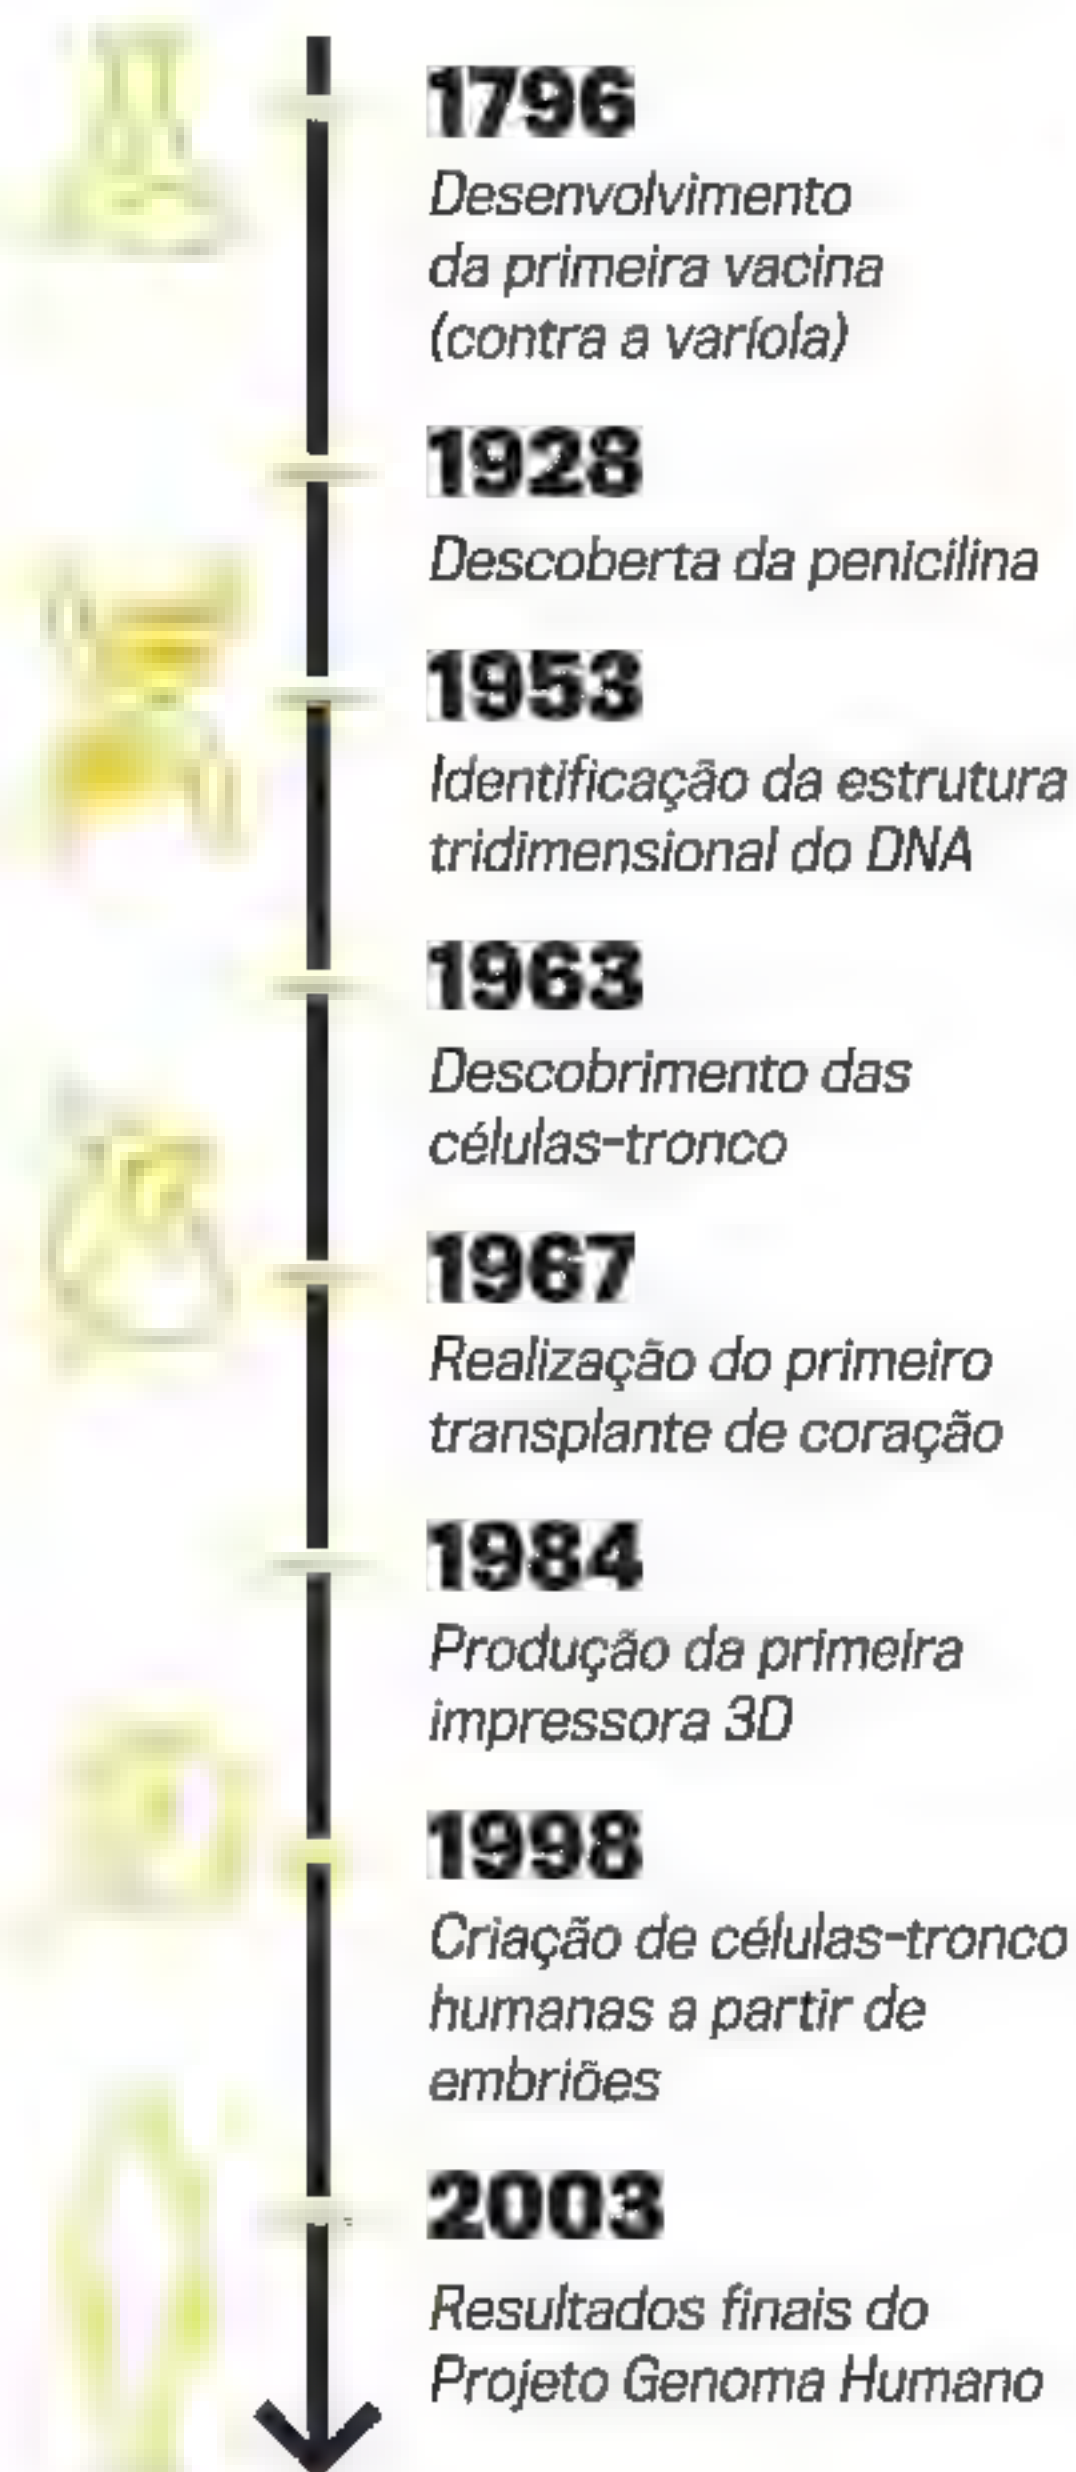 1796
Desenvolvimento
da primeira vacina
(contra a varíola)
1928
Descoberta da penicilina
1953
Identificação da estrutura
tridimensional do DNA
1963
Descobrimento das
células-tronco
1967
Realização do primeiro
transplante de coração
1984
Produção da primeira
impressora 3D
1998
Criação de células-tronco
humanas a partir de
embriões
2003
Resultados finais do
Projeto Genoma Humano